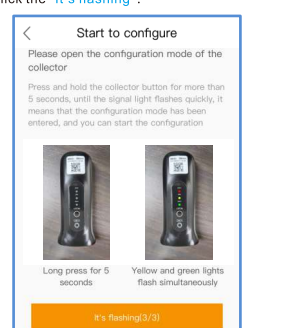 click the "It's flashing".
Start to configure
Please open the configuration mode of the
collector
Press and hold the collector button for more than
5 seconds, until the signal light flashes quickly, it
means that the configuration mode has been
entered, and you can start the configuration
Long press for 5
seconds
Yellow and green lights
flash simultaneously
It's flashing(3/3)